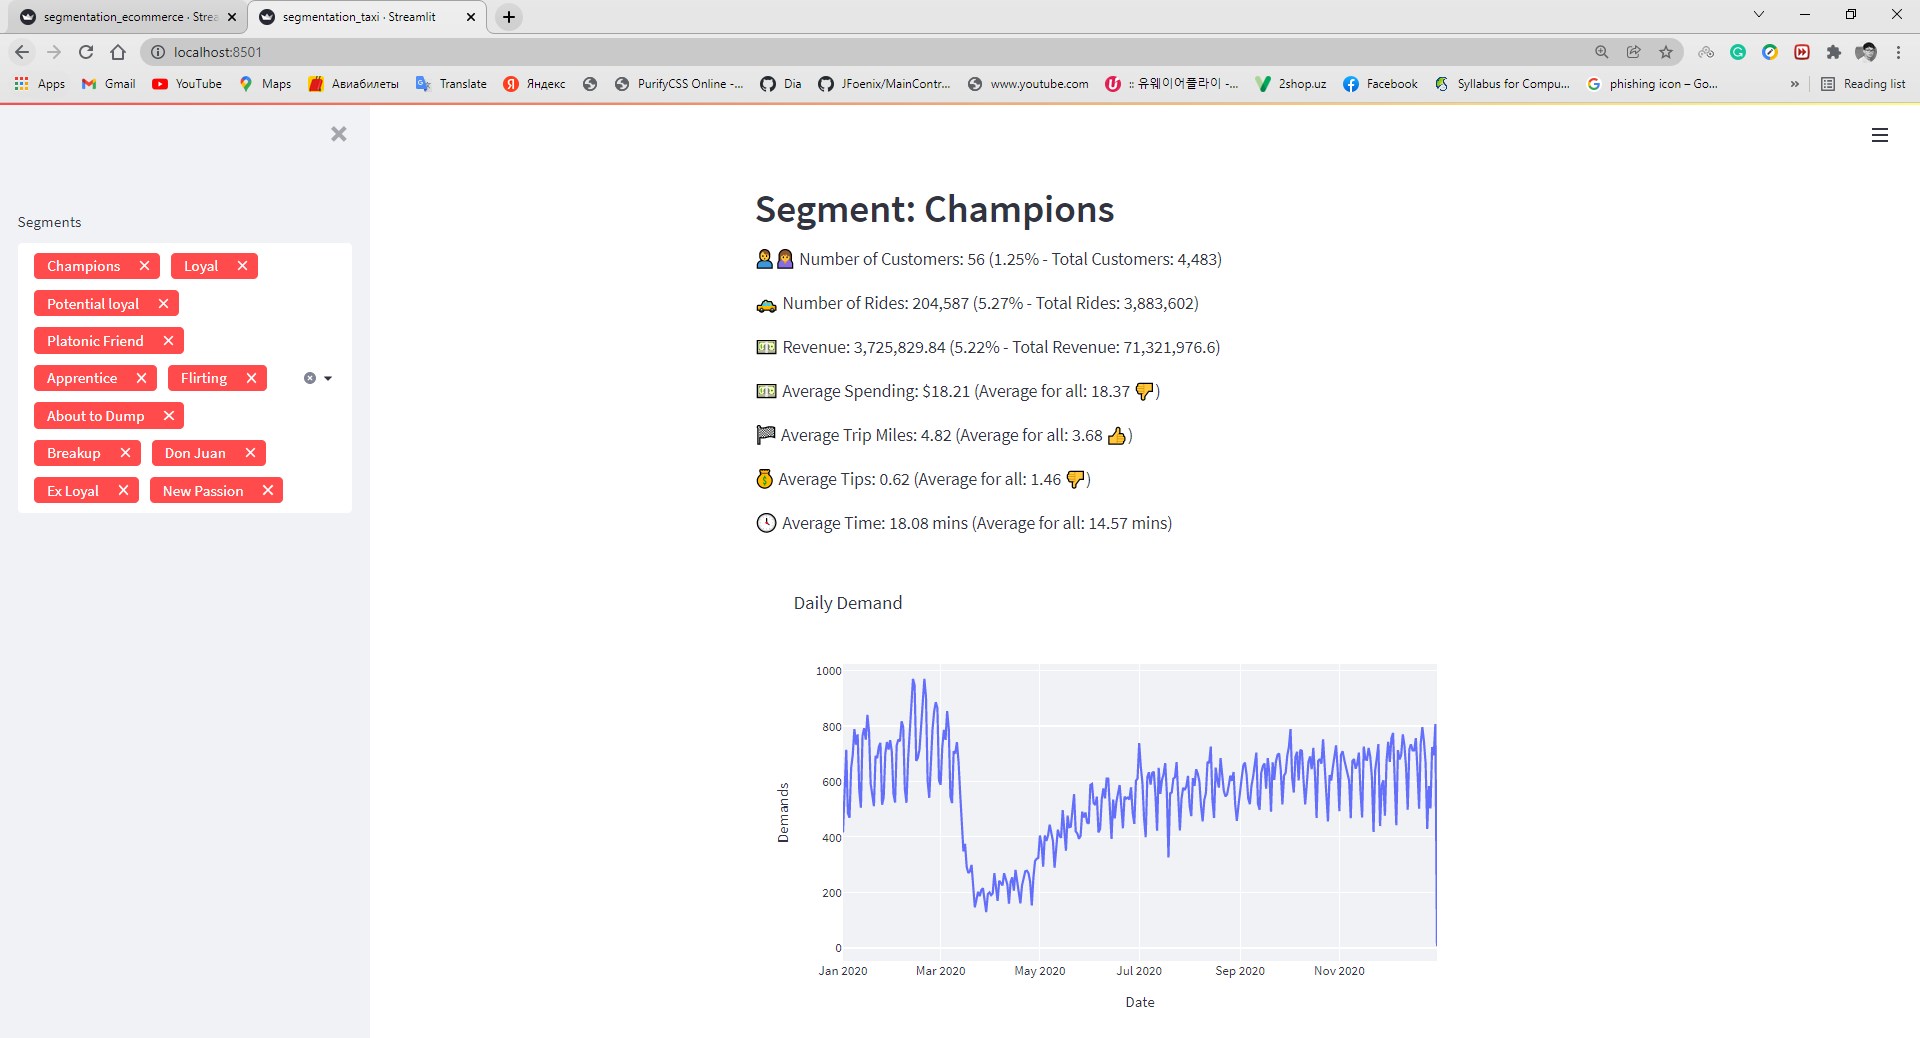 segmentation_ecommerce · Strea
segmentation_taxi · Streamlit
localhost:8501
Apps Gmail YouTube Maps Авиабилеты Translate Яндекс PurifyCSS Online -... Dia JFoenix/MainContr... www.youtube.com :: 유웨이어플라이 -... 2shop.uz Facebook Syllabus for Compu... phishing icon – Go... » Reading list
Segments
Champions Loyal
Potential loyal
Platonic Friend
Apprentice Flirting
About to Dump
Breakup Don Juan
Ex Loyal New Passion
Segment: Champions
Number of Customers: 56 (1.25% - Total Customers: 4,483)
Number of Rides: 204,587 (5.27% - Total Rides: 3,883,602)
Revenue: 3,725,829.84 (5.22% - Total Revenue: 71,321,976.6)
Average Spending: $18.21 (Average for all: 18.37 👎)
Average Trip Miles: 4.82 (Average for all: 3.68 👍)
Average Tips: 0.62 (Average for all: 1.46 👎)
Average Time: 18.08 mins (Average for all: 14.57 mins)
Daily Demand
1000
800
600
400
200
0
Demands
Jan 2020 Mar 2020 May 2020 Jul 2020 Sep 2020 Nov 2020
Date